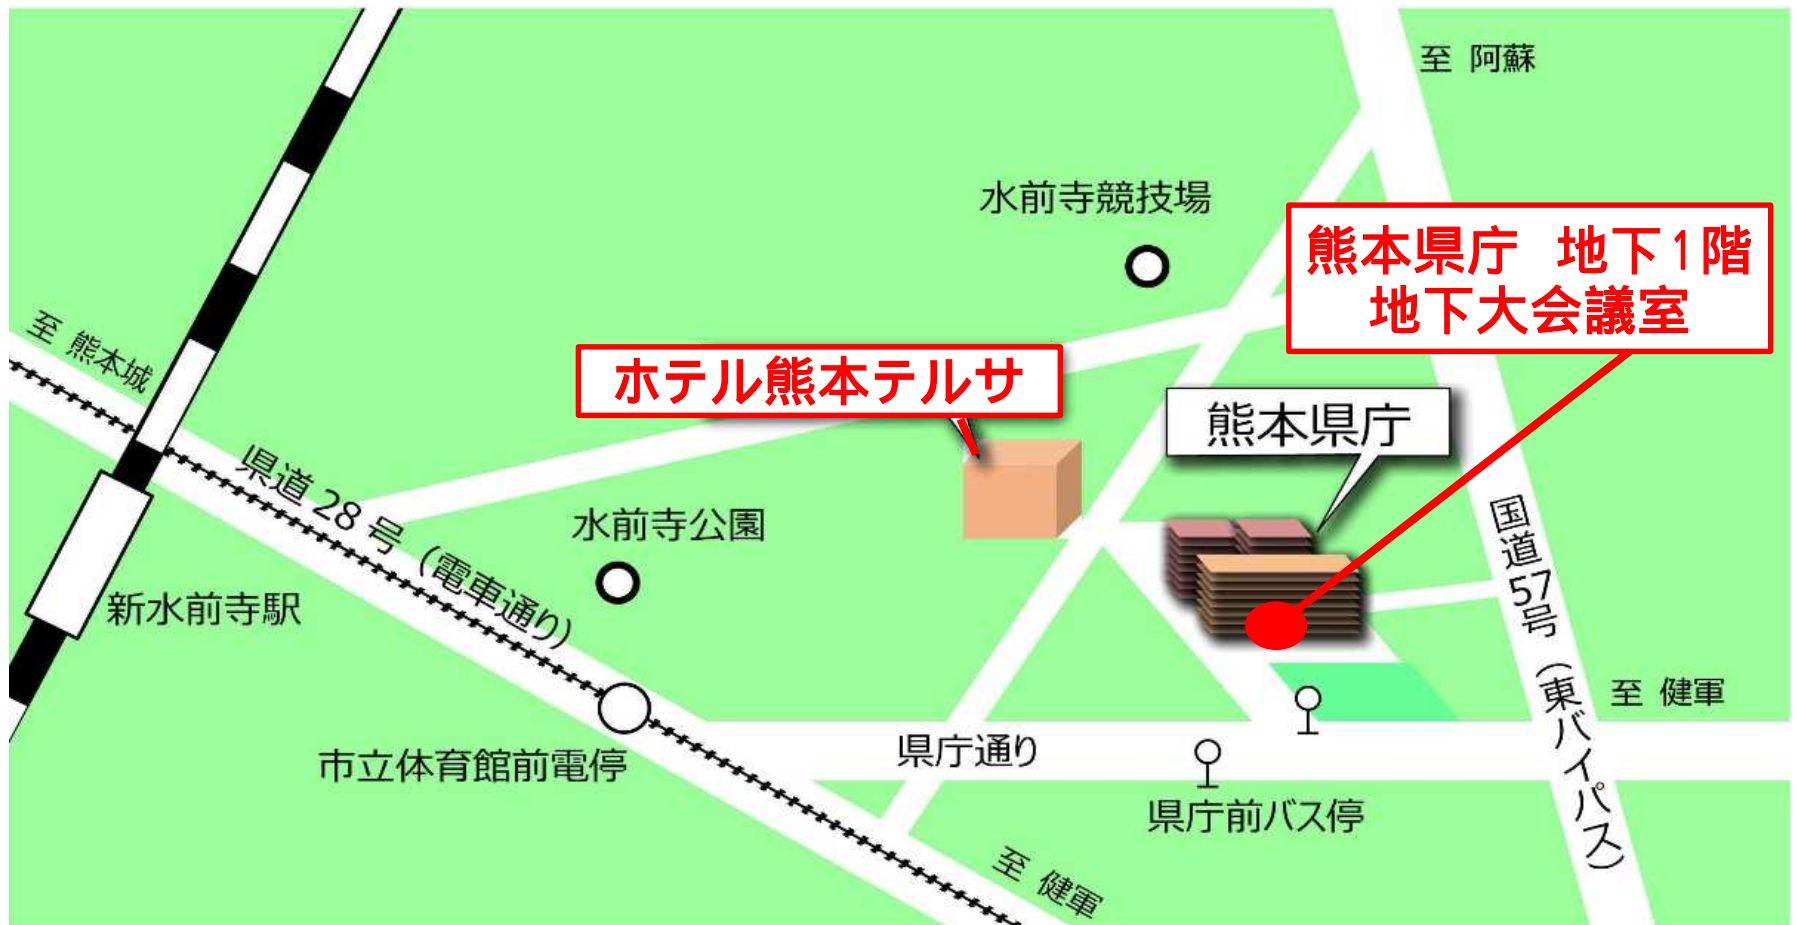 至 阿蘇
水前寺競技場
熊本県庁 地下1階
地下大会議室
至 熊本城
ホテル熊本テルサ
熊本県庁
県道 28 号 (電車通り)
水前寺公園
国道57号 (東バイパス)
新水前寺駅
至 健軍
県庁通り
市立体育館前電停
県庁前バス停
至 健軍